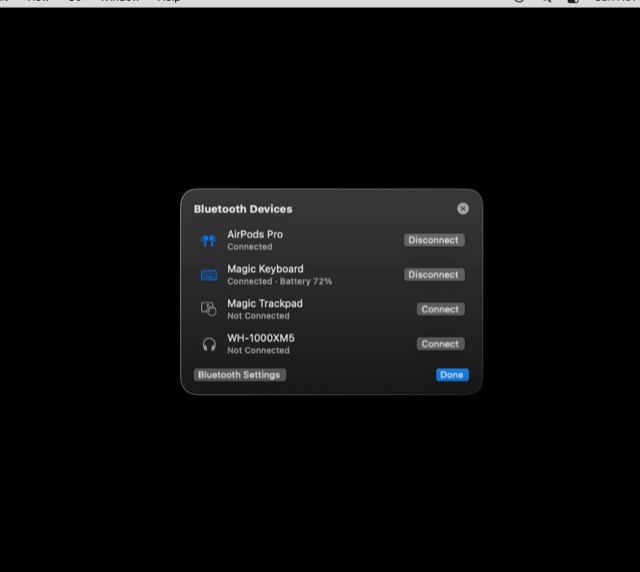 Window
Bluetooth Devices
AirPods Pro
Connected
Disconnect
Magic Keyboard
Connected · Battery 72%
Disconnect
Magic Trackpad
Not Connected
Connect
WH-1000XM5
Not Connected
Connect
Bluetooth Settings
Done